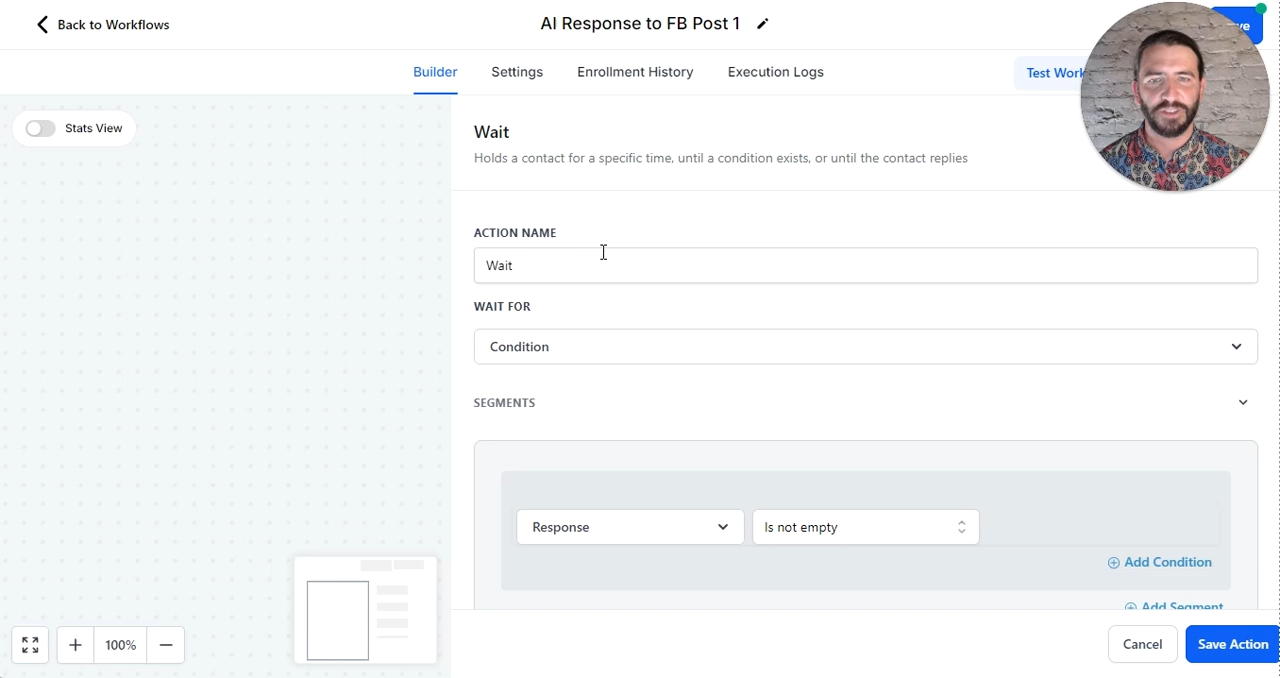 Back to Workflows
AI Response to FB Post 1
Builder
Settings
Enrollment History
Execution Logs
Test Work
Stats View
Wait
Holds a contact for a specific time, until a condition exists, or until the contact replies
ACTION NAME
Wait
WAIT FOR
Condition
SEGMENTS
Response
Is not empty
Add Condition
Add Segment
100%
Cancel
Save Action